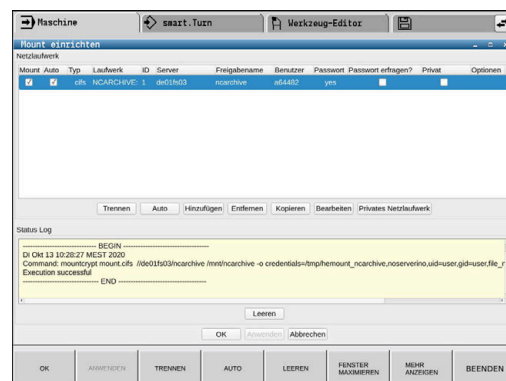 Maschine smart.Turn Werkzeug-Editor
Mount einrichten
Netzlaufwerk
Mount Auto Typ Laufwerk ID Server Freigabename Benutzer Passwort Passwort erfragen? Privat Optionen
cifs NCARCHIVE: 1 de01fs03 ncarchive a64482 yes
Trennen Auto Hinzufügen Entfernen Kopieren Bearbeiten Privates Netzlaufwerk
Status Log
------------------------------ BEGIN -----------------------------------
Di Okt 13 10:28:27 MEST 2020
Command: mountcrypt mount.cifs //de01fs03/ncarchive /mnt/ncarchive -o credentials=/tmp/hemount_ncarchive,noserverino,uid=user,gid=user,file_r
Execution successful
------------------------------- END ------------------------------------
Leeren
OK Anwenden Abbrechen
OK ANWENDEN TRENNEN AUTO LEEREN FENSTER MAXIMIEREN MEHR ANZEIGEN BEENDEN